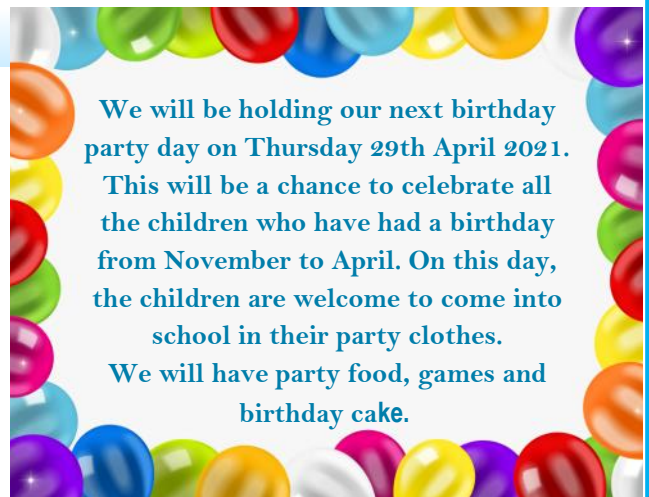 We will be holding our next birthday
party day on Thursday 29th April 2021.
This will be a chance to celebrate all
the children who have had a birthday
from November to April. On this day,
the children are welcome to come into
school in their party clothes.
We will have party food, games and
birthday cake.